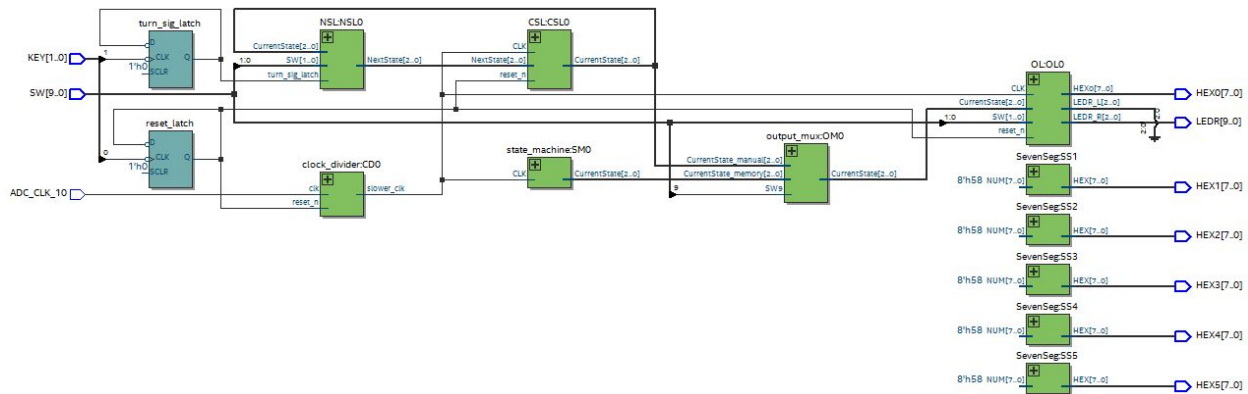 turn_sig_latch
D
CLK
Q
1'h0
SCLR
KEY[1..0]
1
SW[9..0]
reset_latch
D
0
CLK
Q
1'h0
SCLR
ADC_CLK_10
NSL:NSL0
CurrentState[2..0]
1:0
SW[1..0]
NextState[2..0]
turn_sig_latch
clock_divider:CD0
clk
slower_clk
reset_n
CSL:CSL0
CLK
NextState[2..0]
CurrentState[2..0]
reset_n
state_machine:SM0
CLK
CurrentState[2..0]
output_mux:OM0
CurrentState_manual[2..0]
CurrentState_memory[2..0]
CurrentState[2..0]
9
SW9
OL:OL0
CLK
HEX0[7..0]
CurrentState[2..0]
LEDR_L[2..0]
1:0
SW[1..0]
LEDR_R[2..0]
reset_n
2:0
2:0
HEX0[7..0]
LEDR[9..0]
SevenSeg:SS1
8'h58 NUM[7..0]
HEX[7..0]
HEX1[7..0]
SevenSeg:SS2
8'h58 NUM[7..0]
HEX[7..0]
HEX2[7..0]
SevenSeg:SS3
8'h58 NUM[7..0]
HEX[7..0]
HEX3[7..0]
SevenSeg:SS4
8'h58 NUM[7..0]
HEX[7..0]
HEX4[7..0]
SevenSeg:SS5
8'h58 NUM[7..0]
HEX[7..0]
HEX5[7..0]